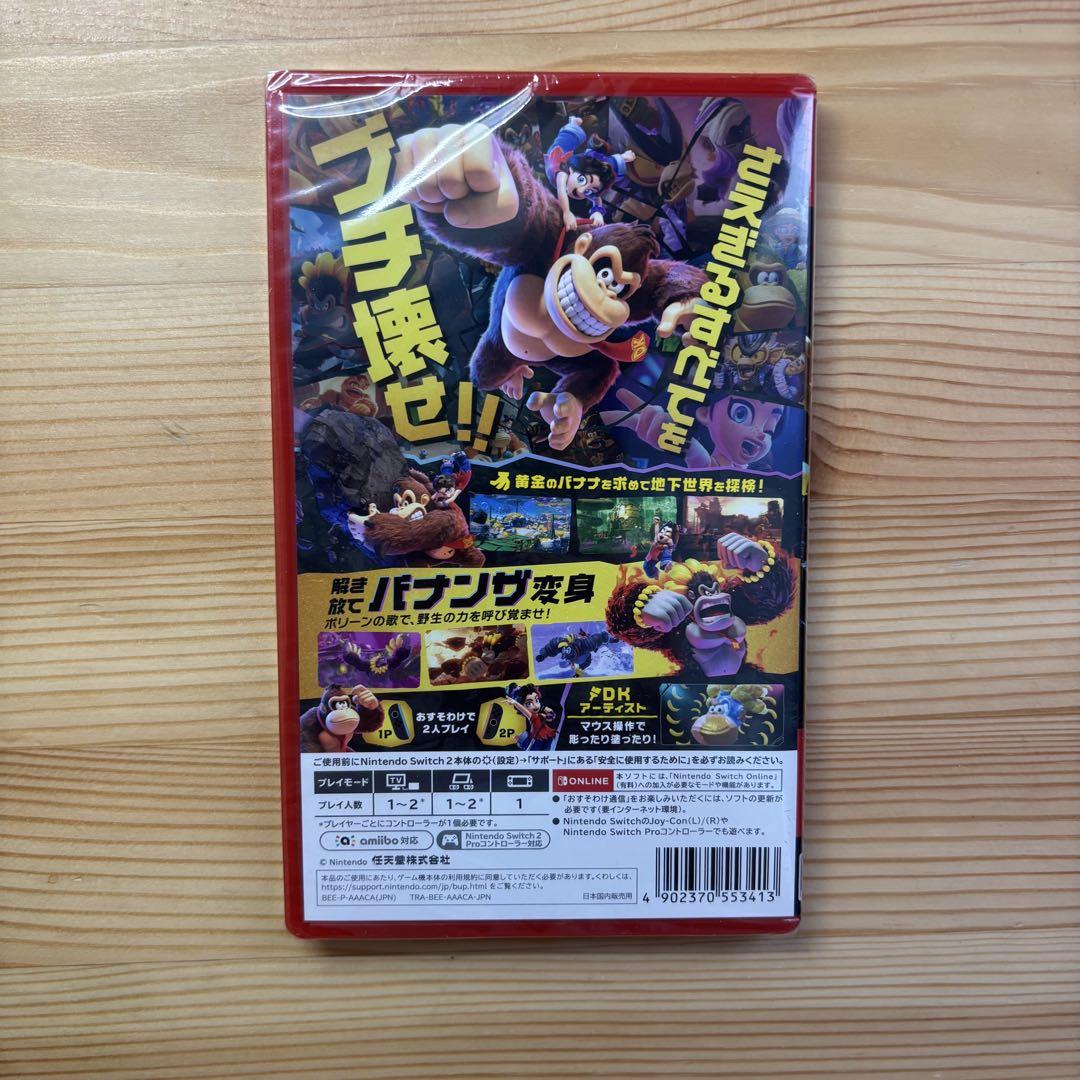 さえぎるすべてを
ブチ壊せ!!
黄金のバナナを求めて地下世界を探検!
解き放て バナンザ変身
ポリーンの歌で、野生の力を呼び覚ませ!
1P
おすそわけで
2人プレイ
2P
DK
アーティスト
マウス操作で
彫ったり塗ったり!
ご使用前にNintendo Switch 2本体の(設定)→「サポート」にある「安全に使用するために」を必ずお読みください。
プレイモード TV
プレイ人数 1~2* 1~2* 1
*プレイヤーごとにコントローラーが1個必要です。
amiibo 対応
Nintendo Switch 2
Proコントローラー対応
© Nintendo 任天堂株式会社
ONLINE
本ソフトには、「Nintendo Switch Online」
(有料)への加入が必要なモードや機能があります。
●「おすそわけ通信」をお楽しみいただくには、ソフトの更新が
必要です(要インターネット環境)。
● Nintendo SwitchのJoy-Con(L)/(R)や
Nintendo Switch Proコントローラーでも遊べます。
本品のご使用にあたり、ゲーム機本体の利用規約に同意していただく必要があります。くわしくは、
https://support.nintendo.com/jp/bup.html をご覧ください。
BEE-P-AAACA(JPN) TRA-BEE-AAACA-JPN 日本国内販売用
4 902370 553413
DK